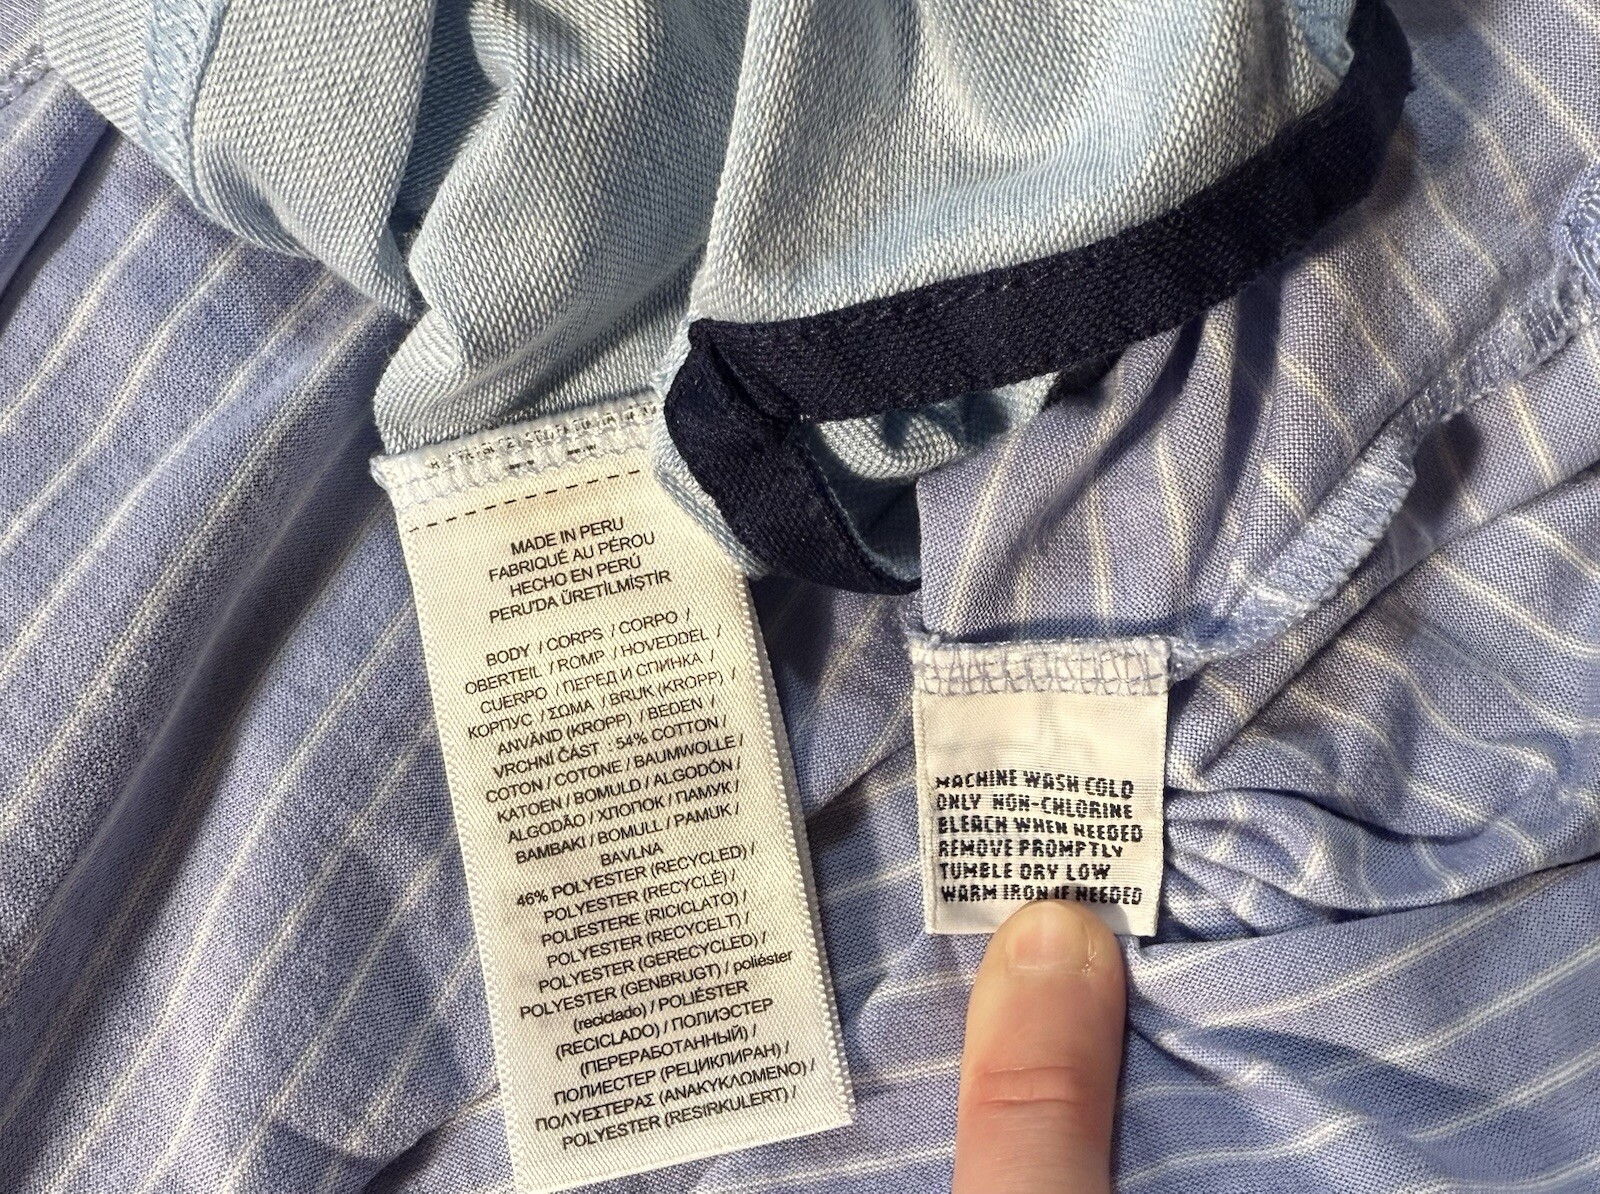 MADE IN PERU
FABRIQUÉ AU PÉROU
HECHO EN PERÚ
PERU'DA ÜRETİLMİŞTİR
BODY / CORPS / CORPO /
OBERTEIL / ROMP / HOVEDDEL /
CUERPO / ПЕРЕД И СПИНКА /
КОРПУС / ΣΩΜΑ / BRUK (KROPP) /
ANVÄND (KROPP) / BEDEN /
VRCHNÍ ČÁST : 54% COTTON /
COTON / COTONE / BAUMWOLLE /
KATOEN / BOMULD / ALGODÓN /
ALGODÃO / ХЛОПОК / ПАМУК /
BAMBAKI / BOMULL / PAMUK /
BAVLNA
46% POLYESTER (RECYCLED) /
POLYESTER (RECYCLÉ) /
POLIESTERE (RICICLATO) /
POLYESTER (RECYCELT) /
POLYESTER (GERECYCLED) /
POLYESTER (GENBRUGT) / poliéster
(reciclado) / POLIÉSTER
(RECICLADO) / ПОЛИЭСТЕР
(ПЕРЕРАБОТАННЫЙ) /
ПОЛИЕСТЕР (РЕЦИКЛИРАН) /
ΠΟΛΥΕΣΤΕΡΑΣ (ΑΝΑΚΥΚΛΩΜΕΝΟ) /
POLYESTER (RESIRKULERT) /
MACHINE WASH COLD
ONLY NON-CHLORINE
BLEACH WHEN NEEDED
REMOVE PROMPTLY
TUMBLE DRY LOW
WARM IRON IF NEEDED